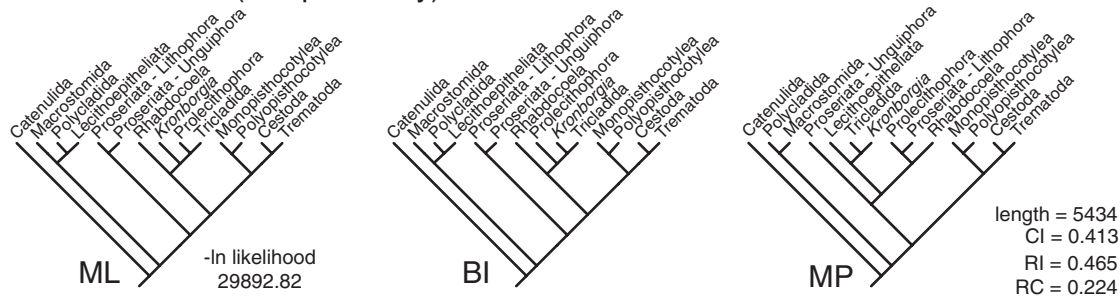 Catenulida
Macrostomida
Polycladida
Lecithoepitheliata
Proseriata - Lithophora
Proseriata - Unguiphora
Rhabdocoela
Kronborgia
Prolecithophora
Tricladida
Monopisthocotylea
Polyopisthocotylea
Cestoda
Trematoda
ML
-ln likelihood
29892.82
Catenulida
Macrostomida
Polycladida
Lecithoepitheliata
Proseriata - Lithophora
Proseriata - Unguiphora
Rhabdocoela
Prolecithophora
Kronborgia
Tricladida
Monopisthocotylea
Polyopisthocotylea
Cestoda
Trematoda
BI
Catenulida
Polycladida
Macrostomida
Proseriata - Unquiphora
Lecithoepitheliata
Tricladida
Kronborgia
Prolecithophora
Proseriata - Lithophora
Rhabdocoela
Monopisthocotylea
Polyopisthocotylea
Cestoda
Trematoda
MP
length = 5434
CI = 0.413
RI = 0.465
RC = 0.224